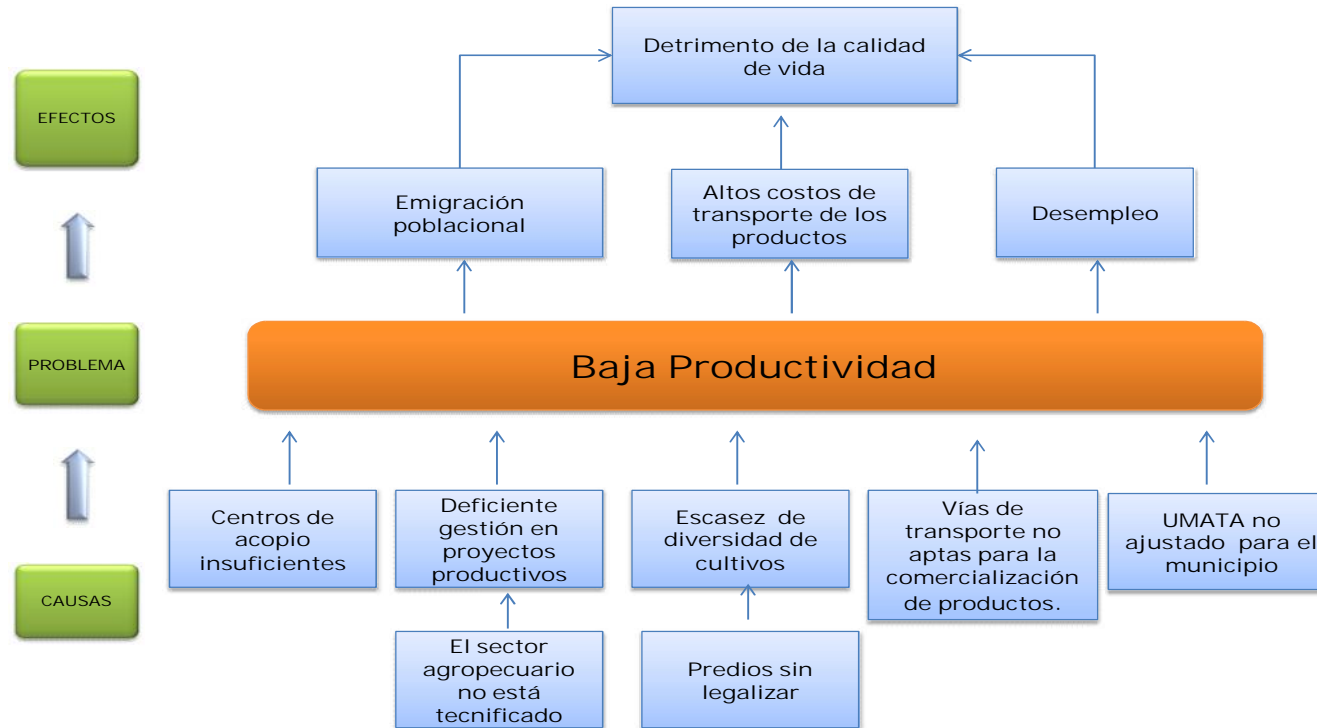 Detrimento de la calidad
de vida
EFECTOS
Emigración
poblacional
Altos costos de
transporte de los
productos
Desempleo
PROBLEMA
Baja Productividad
Centros de
acopio
insuficientes
Deficiente
gestión en
proyectos
productivos
Escasez de
diversidad de
cultivos
Vías de
transporte no
aptas para la
comercialización
de productos.
UMATA no
ajustado para el
municipio
CAUSAS
El sector
agropecuario
no está
tecnificado
Predios sin
legalizar